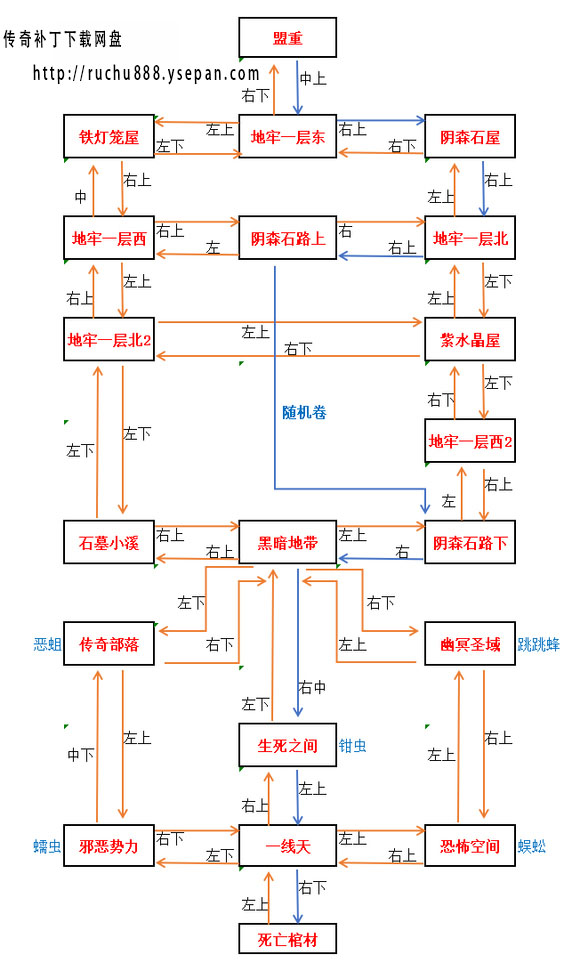 传奇补丁下载网盘
http://ruchu888.ysepan.com
盟重
右下 中上
铁灯笼屋 左上 左下 地牢一层东 右上 右下 阴森石屋
中 右上 左上 右上
地牢一层西 右上 左 阴森石路上 右 右上 地牢一层北
右上 左上 左上 左下
地牢一层北2 左上 右下 紫水晶屋
随机卷
右下 左下
地牢一层西2
左下 左下 左 右上
石墓小溪 右上 右上 黑暗地带 左上 右 阴森石路下
左下 右下
恶蛆 传奇部落 右下 左上 幽冥圣域 跳跳蜂
左下 右中
中下 左上 生死之间 钳虫 左上 右上
右上 左上
蠕虫 邪恶势力 右下 左下 一线天 左上 右上 恐怖空间 蜈蚣
左上 右下
死亡棺材